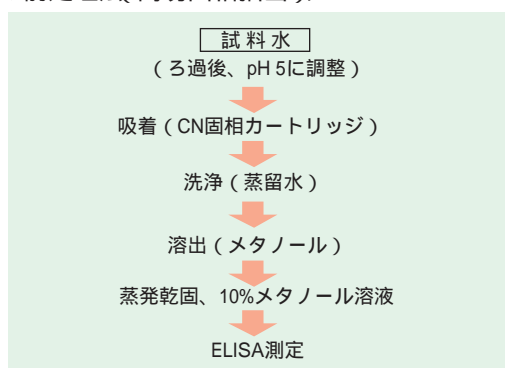 試料水
（ろ過後、pH 5に調整）
吸着（CN固相カートリッジ）
洗浄（蒸留水）
溶出（メタノール）
蒸発乾固、10%メタノール溶液
ELISA測定